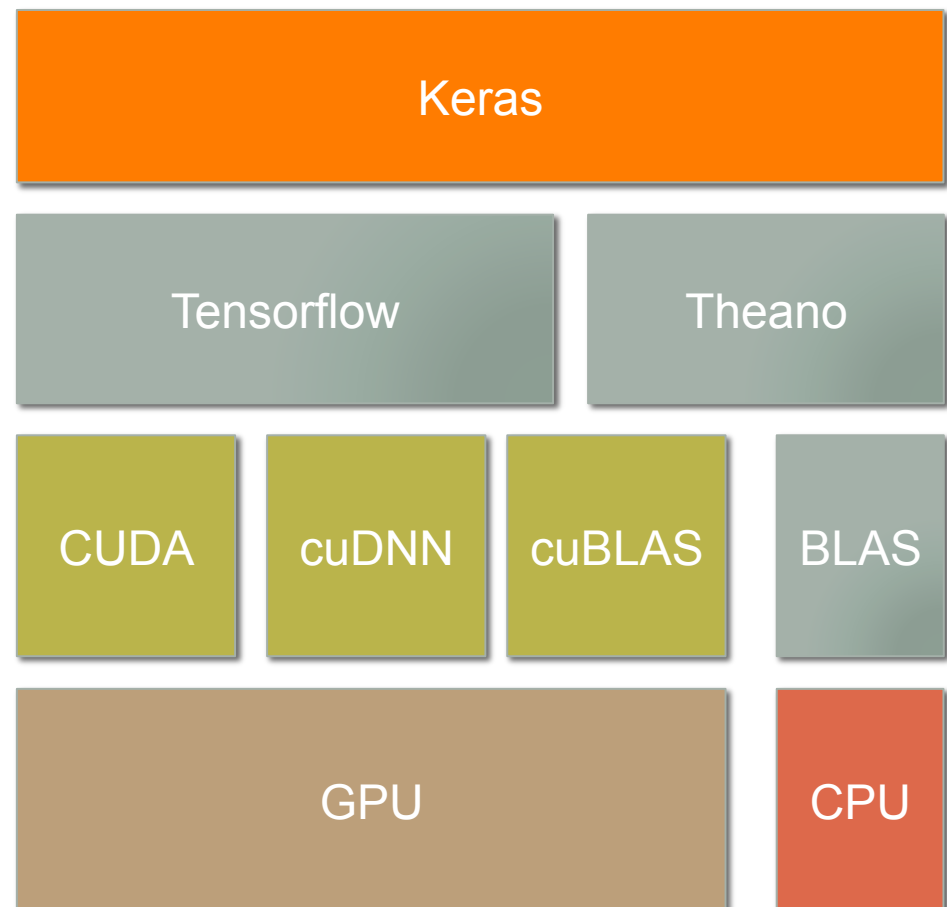 Keras
Tensorflow
Theano
CUDA
cuDNN
cuBLAS
BLAS
GPU
CPU